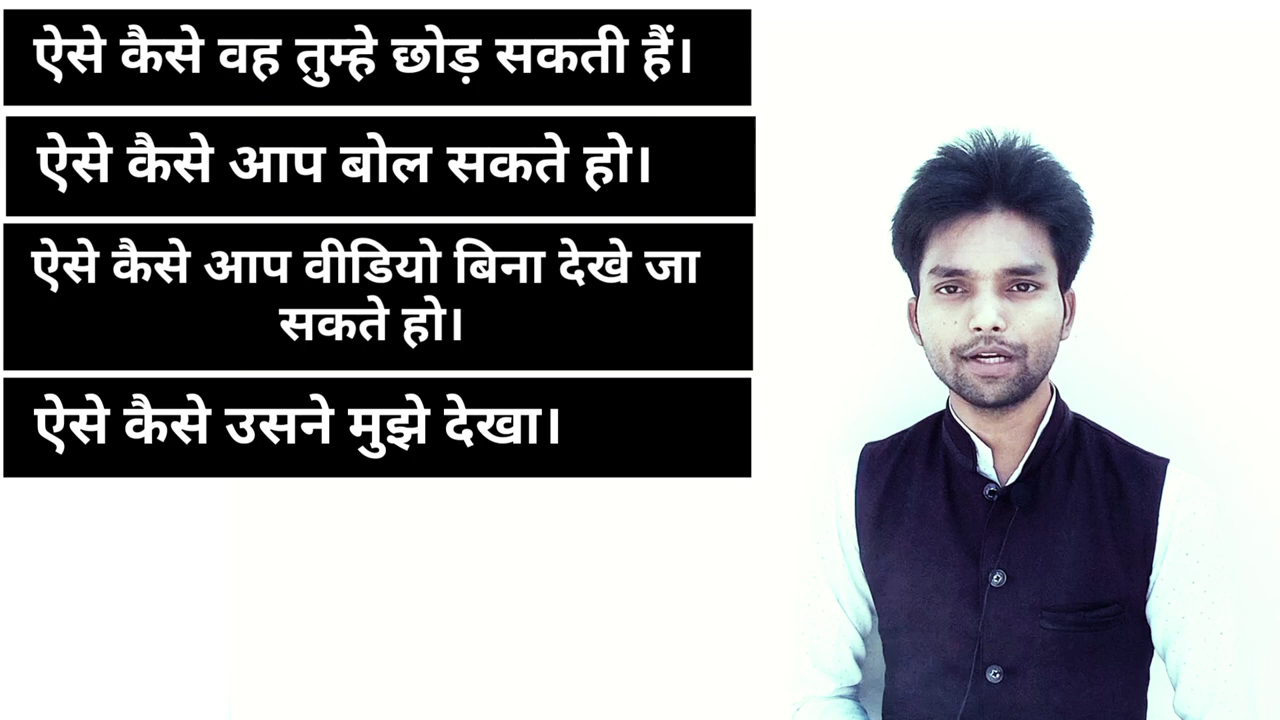 ऐसे कैसे वह तुम्हे छोड़ सकती हैं।
ऐसे कैसे आप बोल सकते हो।
ऐसे कैसे आप वीडियो बिना देखे जा
सकते हो।
ऐसे कैसे उसने मुझे देखा।